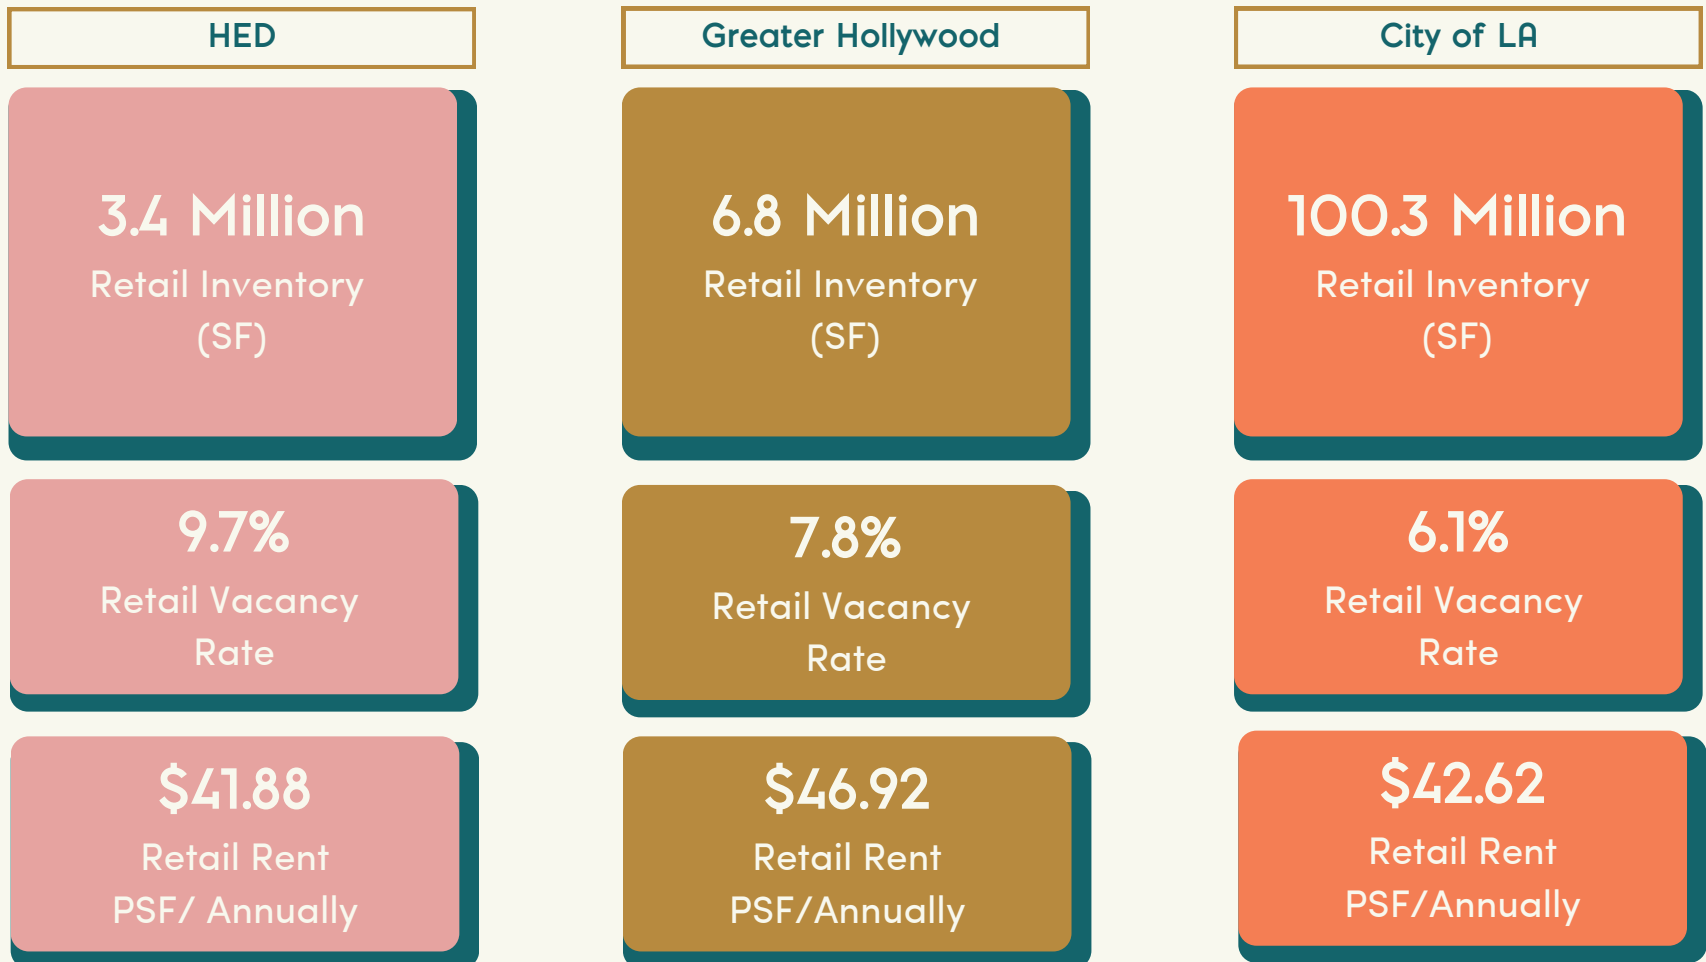 HED
3.4 Million
Retail Inventory
(SF)
9.7%
Retail Vacancy
Rate
$41.88
Retail Rent
PSF/ Annually
Greater Hollywood
6.8 Million
Retail Inventory
(SF)
7.8%
Retail Vacancy
Rate
$46.92
Retail Rent
PSF/Annually
City of LA
100.3 Million
Retail Inventory
(SF)
6.1%
Retail Vacancy
Rate
$42.62
Retail Rent
PSF/Annually